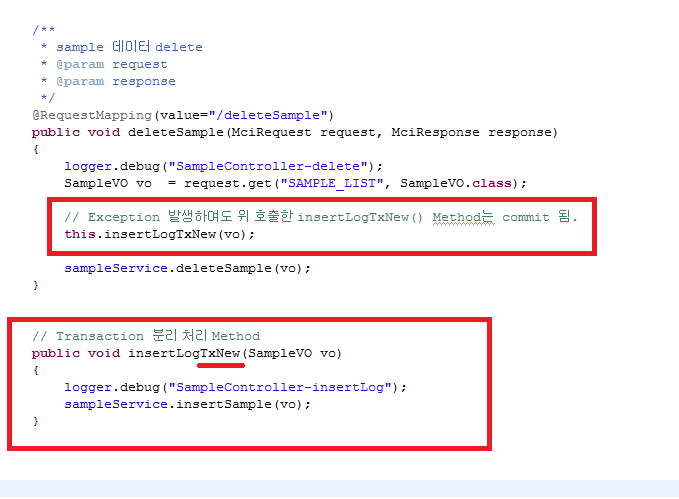 /**
* sample 데이터 delete
* @param request
* @param response
*/
@RequestMapping(value="/deleteSample")
public void deleteSample(MciRequest request, MciResponse response)
{
logger.debug("SampleController-delete");
SampleVO vo  = request.get("SAMPLE_LIST", SampleVO.class);
// Exception 발생하여도 위 호출한 insertLogTxNew() Method는 commit 됨.
this.insertLogTxNew(vo);
sampleService.deleteSample(vo);
}
// Transaction 분리 처리 Method
public void insertLogTxNew(SampleVO vo)
{
logger.debug("SampleController-insertLog");
sampleService.insertSample(vo);
}